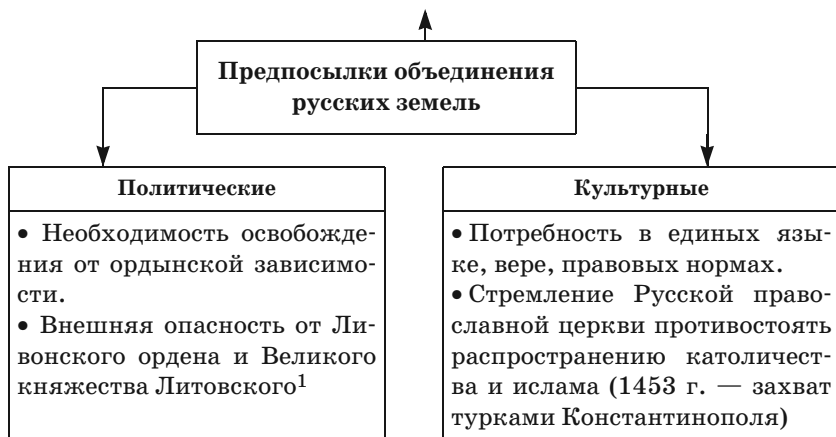 Предпосылки объединения
русских земель
Политические
• Необходимость освобожде-
ния от ордынской зависимо-
сти.
• Внешняя опасность от Ли-
вонского ордена и Великого
княжества Литовского¹
Культурные
• Потребность в единых язы-
ке, вере, правовых нормах.
• Стремление Русской право-
славной церкви противостоять
распространению католичест-
ва и ислама (1453 г. — захват
турками Константинополя)